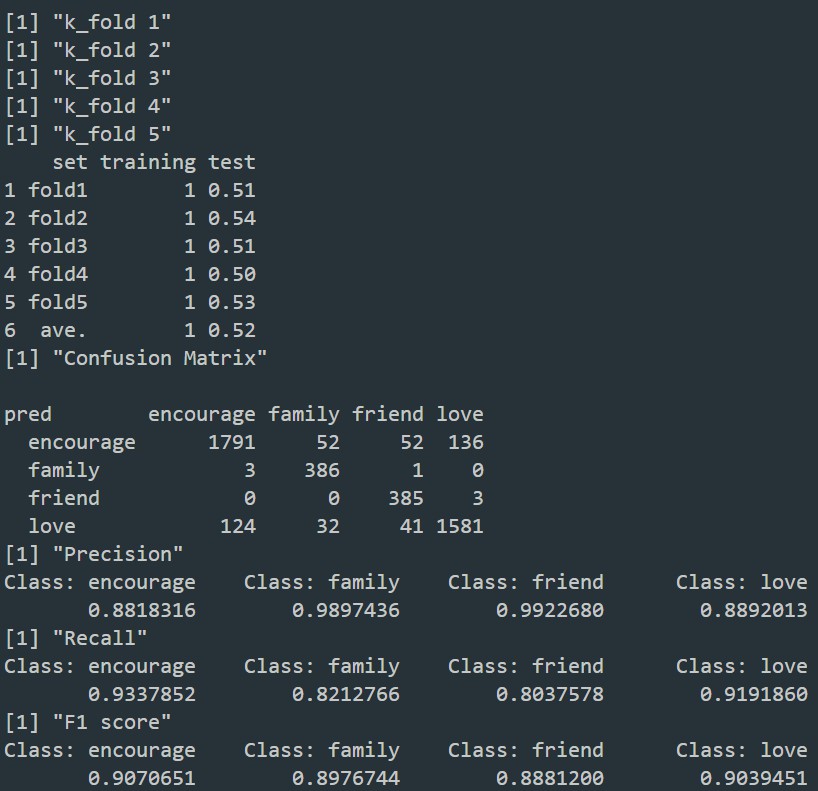 [1] "k_fold 1"
[1] "k_fold 2"
[1] "k_fold 3"
[1] "k_fold 4"
[1] "k_fold 5"
    set training test
1 fold1        1 0.51
2 fold2        1 0.54
3 fold3        1 0.51
4 fold4        1 0.50
5 fold5        1 0.53
6  ave.        1 0.52
[1] "Confusion Matrix"
pred        encourage family friend love
  encourage      1791     52     52  136
  family            3    386      1    0
  friend            0      0    385    3
  love            124     32     41 1581
[1] "Precision"
Class: encourage    Class: family    Class: friend      Class: love
       0.8818316        0.9897436        0.9922680        0.8892013
[1] "Recall"
Class: encourage    Class: family    Class: friend      Class: love
       0.9337852        0.8212766        0.8037578        0.9191860
[1] "F1 score"
Class: encourage    Class: family    Class: friend      Class: love
       0.9070651        0.8976744        0.8881200        0.9039451